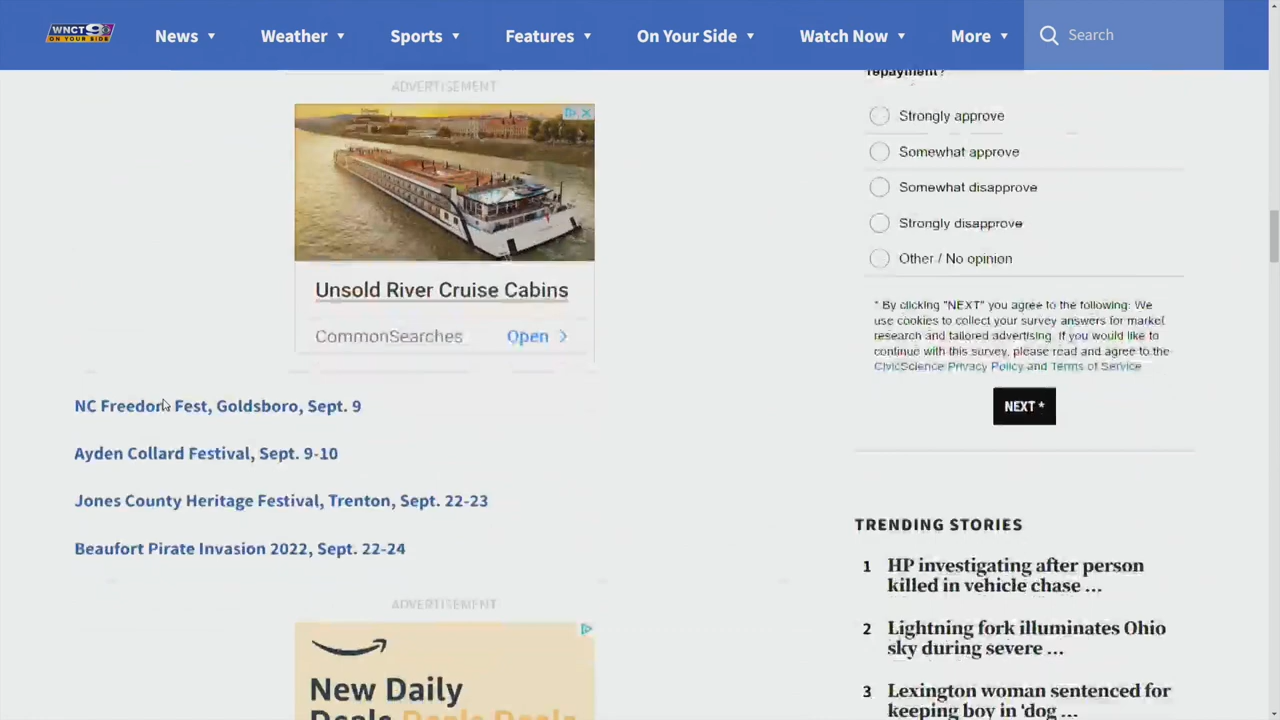 WNCT 9
ON YOUR SIDE
News
Weather
Sports
Features
On Your Side
Watch Now
More
Search
ADVERTISEMENT
Unsold River Cruise Cabins
CommonSearches
Open
NC Freedom Fest, Goldsboro, Sept. 9
Ayden Collard Festival, Sept. 9-10
Jones County Heritage Festival, Trenton, Sept. 22-23
Beaufort Pirate Invasion 2022, Sept. 22-24
ADVERTISEMENT
New Daily
Deals Deals Deals
repayment?
Strongly approve
Somewhat approve
Somewhat disapprove
Strongly disapprove
Other / No opinion
* By clicking "NEXT" you agree to the following: We
use cookies to collect your survey answers for market
research and tailored advertising. If you would like to
continue with this survey, please read and agree to the
CivicScience Privacy Policy and Terms of Service
NEXT *
TRENDING STORIES
1 HP investigating after person
killed in vehicle chase ...
2 Lightning fork illuminates Ohio
sky during severe ...
3 Lexington woman sentenced for
keeping boy in 'dog ...